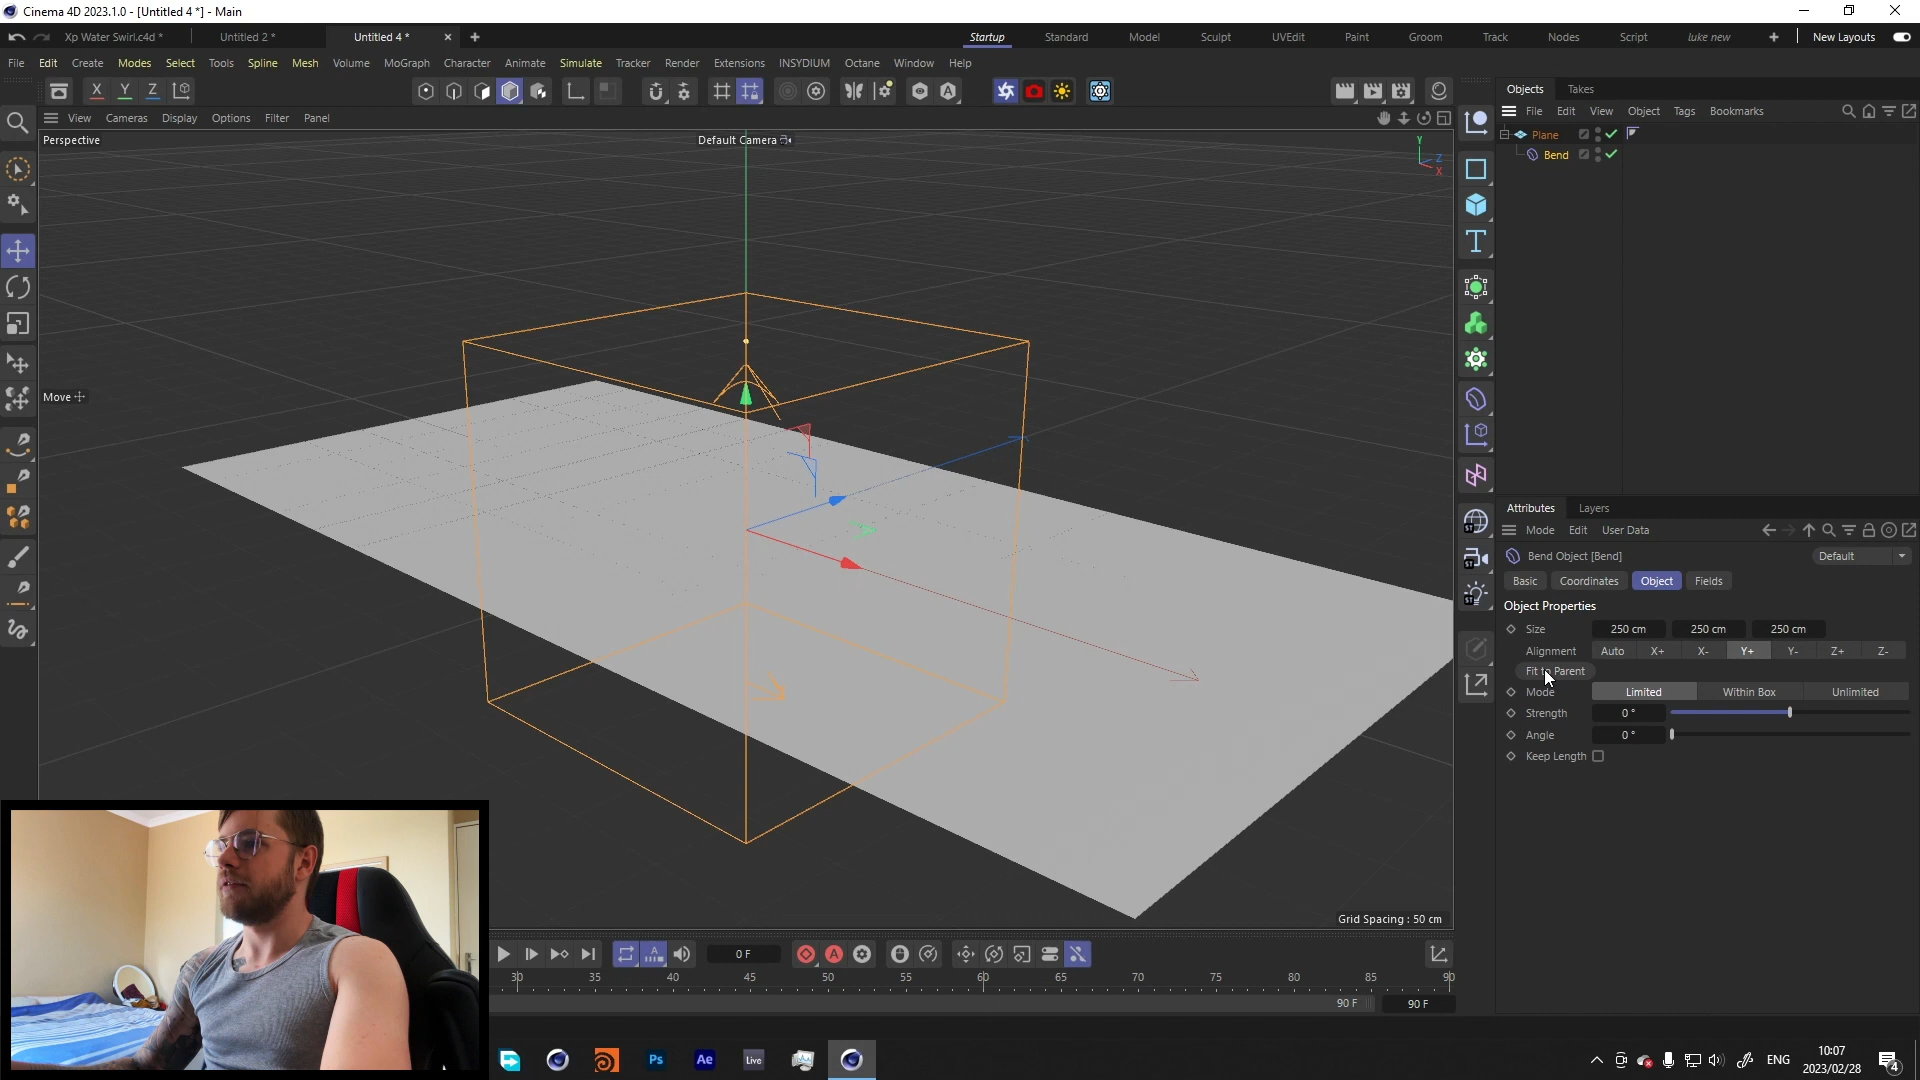 Cinema 4D 2023.1.0 - [Untitled 4 *] - Main
Xp Water Swirl.c4d *
Untitled 2 *
Untitled 4 *
Startup
Standard
Model
Sculpt
UVEdit
Paint
Groom
Track
Nodes
Script
luke new
New Layouts
File
Edit
Create
Modes
Select
Tools
Spline
Mesh
Volume
MoGraph
Character
Animate
Simulate
Tracker
Render
Extensions
INSYDIUM
Octane
Window
Help
X
Y
Z
Objects
Takes
View
Cameras
Display
Options
Filter
Panel
File
Edit
View
Object
Tags
Bookmarks
Perspective
Default Camera
Y
Z
X
Plane
Bend
Move
Attributes
Layers
Mode
Edit
User Data
Bend Object [Bend]
Default
Basic
Coordinates
Object
Fields
Object Properties
Size
250 cm
250 cm
250 cm
Alignment
Auto
X+
X-
Y+
Y-
Z+
Z-
Fit to Parent
Mode
Limited
Within Box
Unlimited
Strength
0 °
Angle
0 °
Keep Length
Grid Spacing : 50 cm
0 F
30
35
40
45
50
55
60
65
70
75
80
85
90
90 F
90 F
Ps
Ae
Live
ENG
10:07
2023/02/28
4